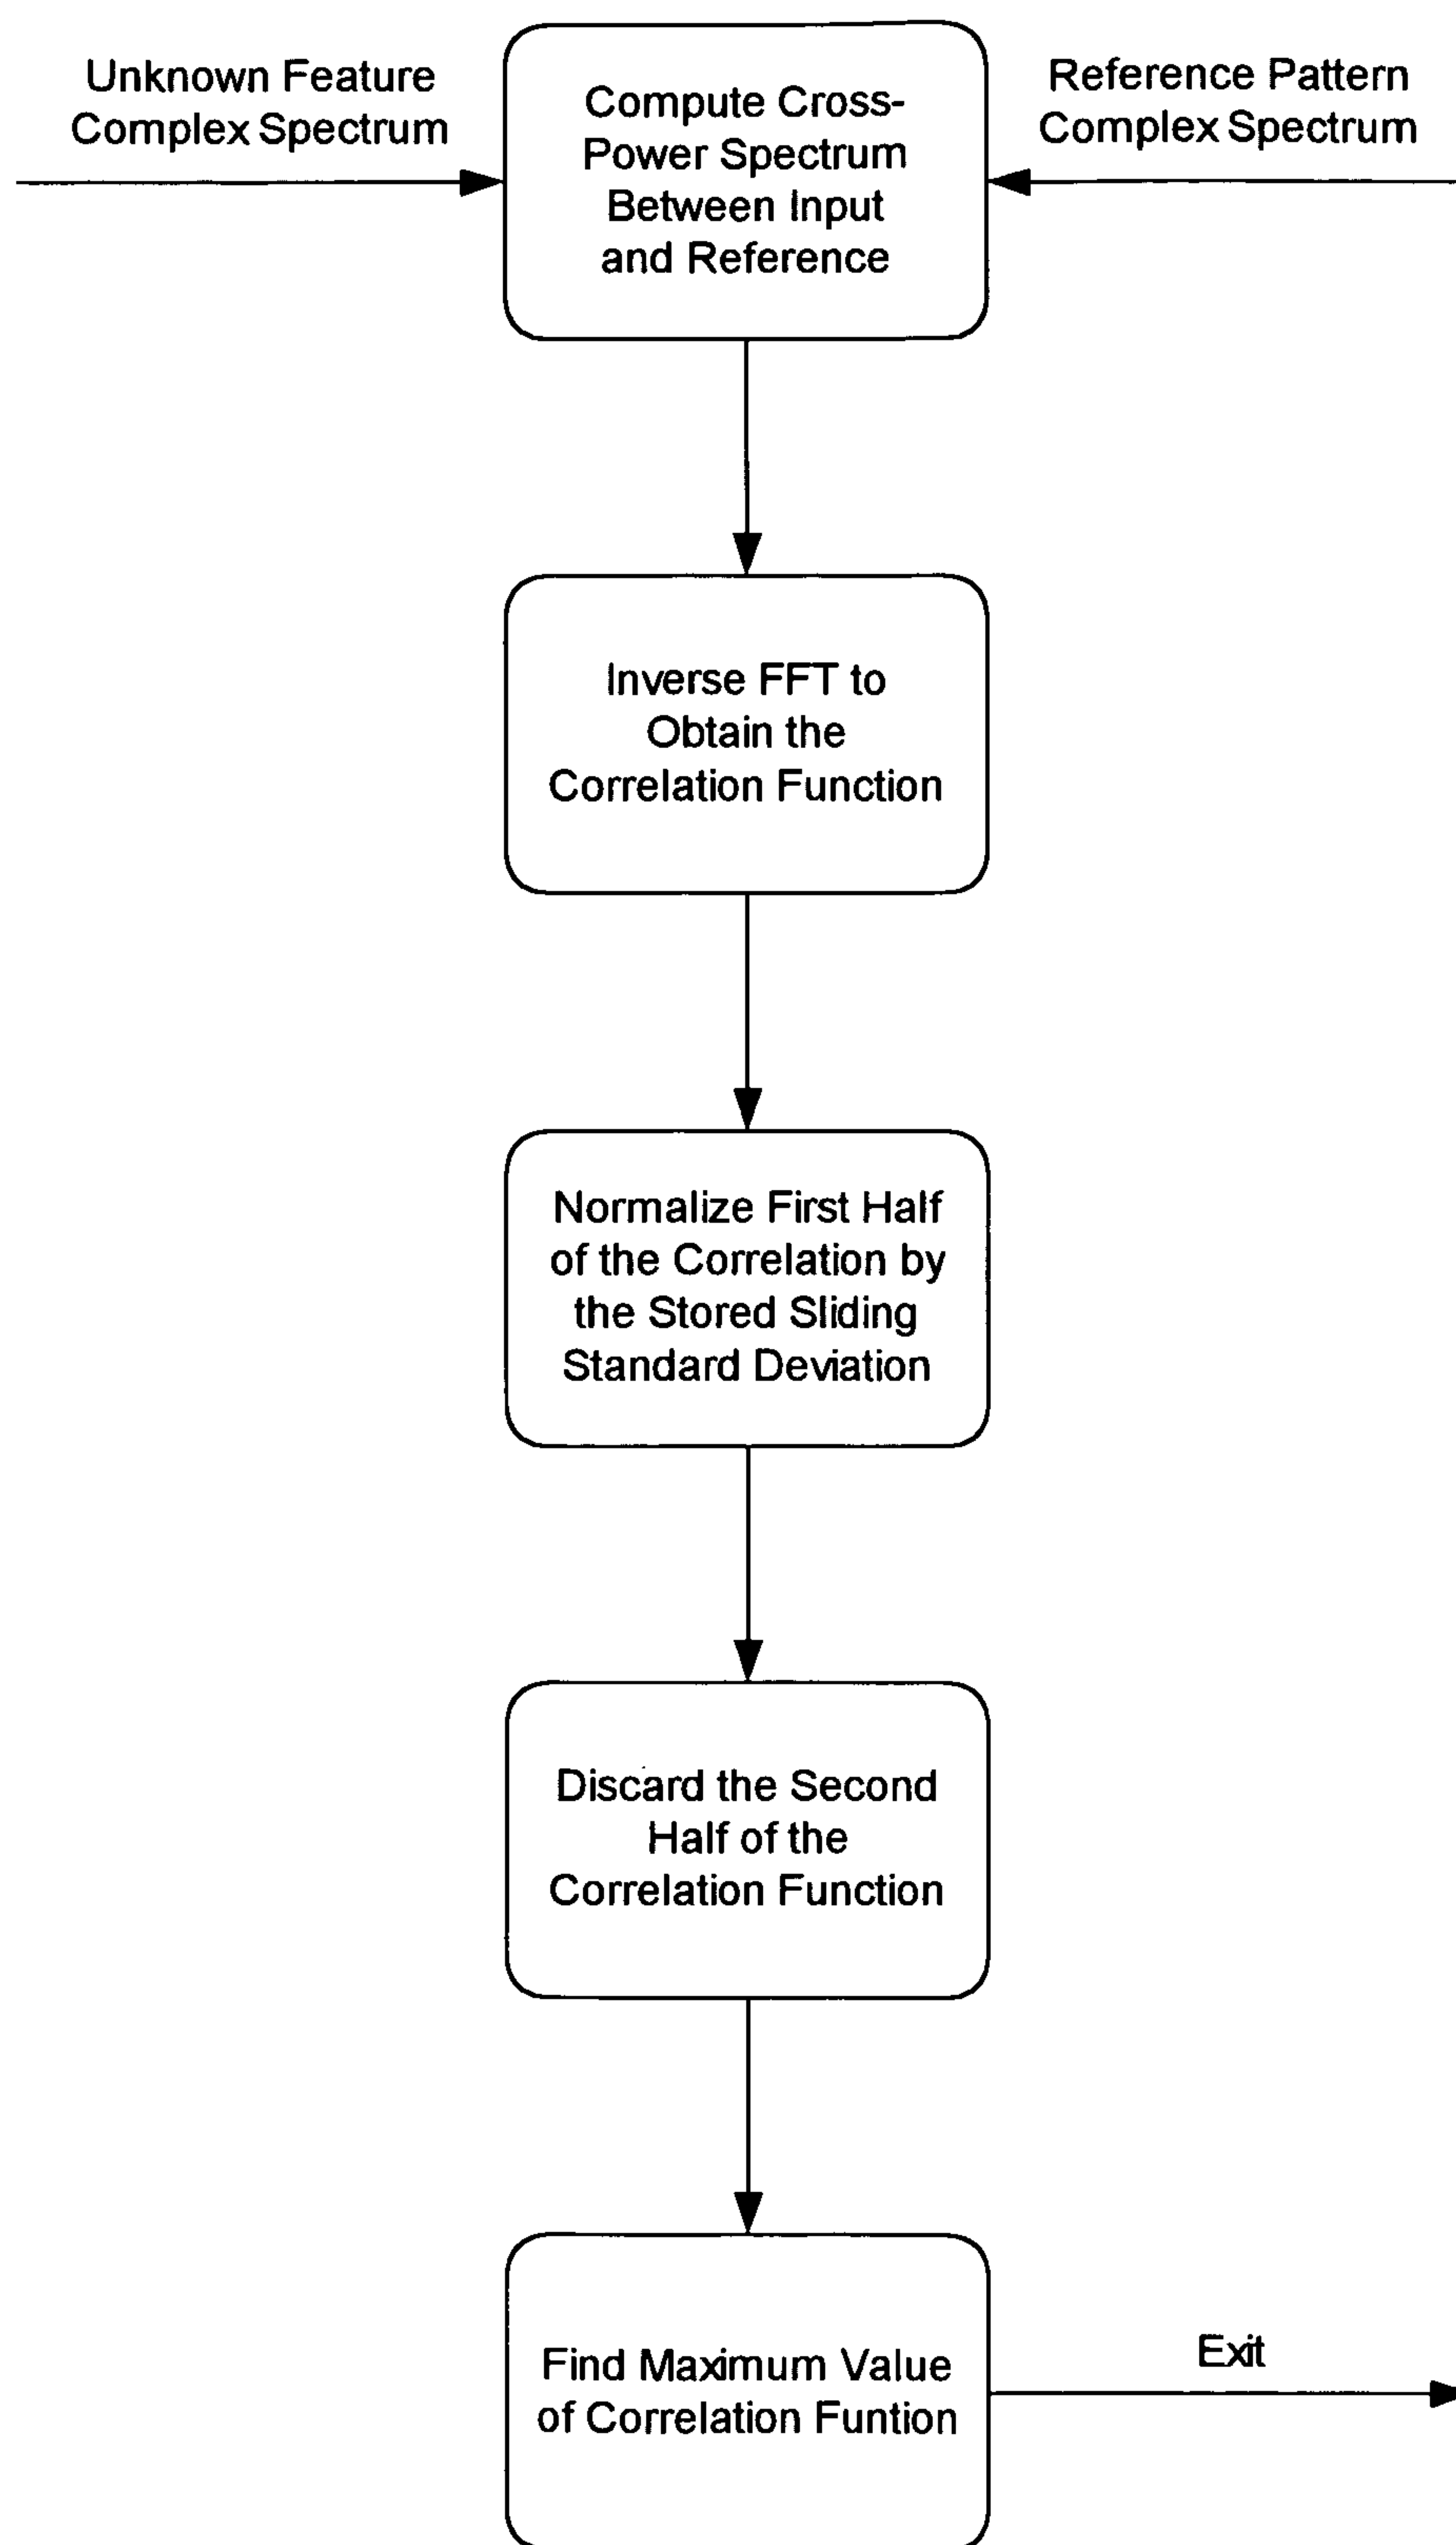 Unknown Feature
Complex Spectrum
Compute Cross-
Power Spectrum
Between Input
and Reference
Reference Pattern
Complex Spectrum
Inverse FFT to
Obtain the
Correlation Function
Normalize First Half
of the Correlation by
the Stored Sliding
Standard Deviation
Discard the Second
Half of the
Correlation Function
Find Maximum Value
of Correlation Funtion
Exit